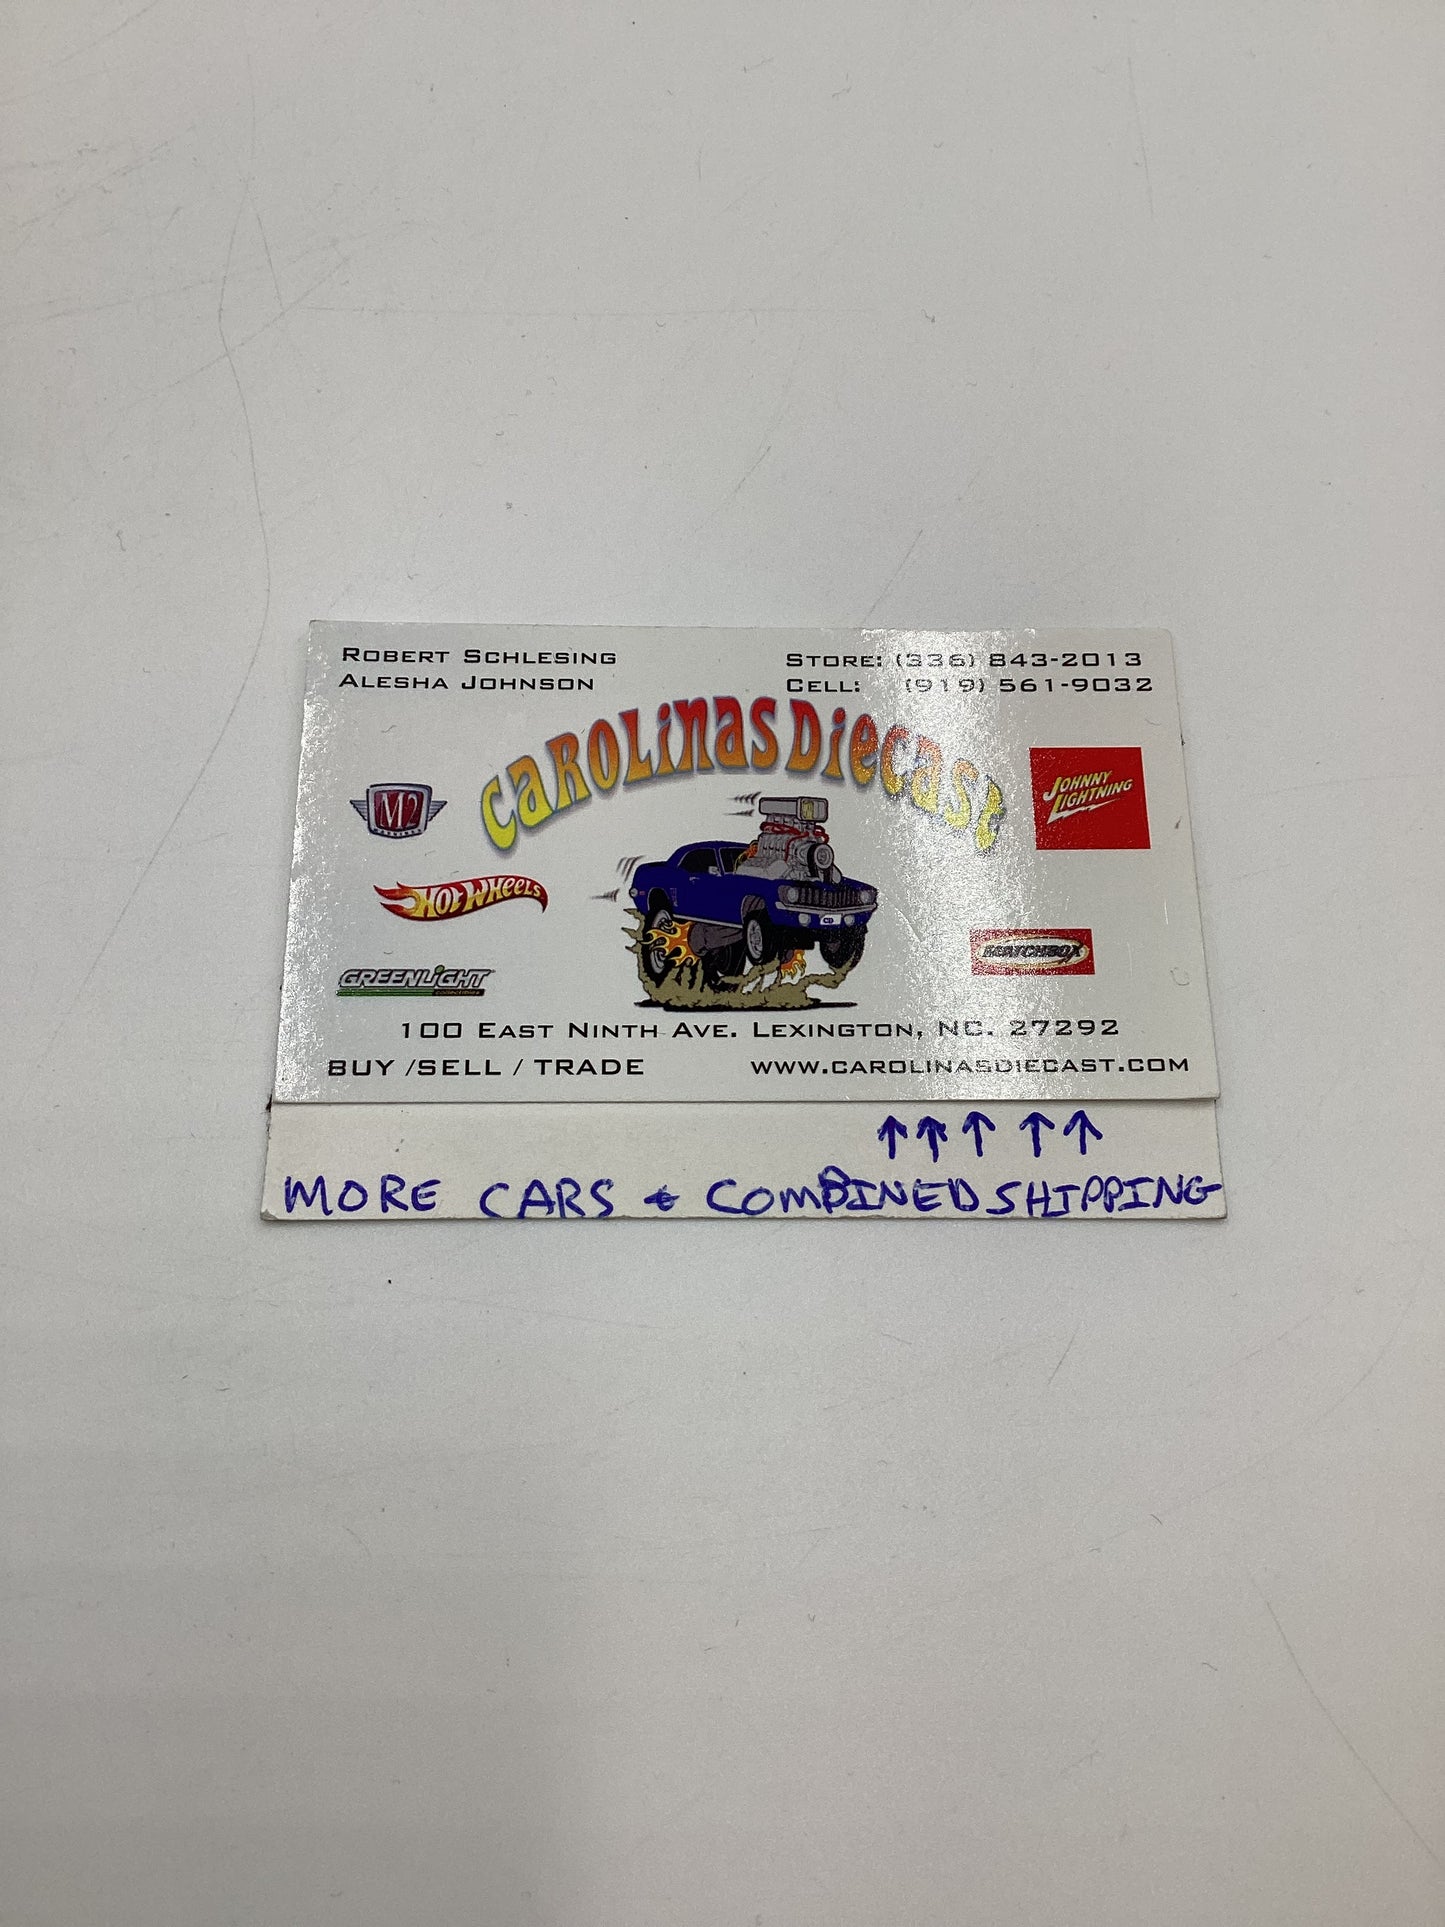 ROBERT SCHLESING
ALESHA JOHNSON
STORE: (336) 843-2013
CELL: (919) 561-9032
CAROLINAS DIECAST
M2
JOHNNY LIGHTNING
HOT WHEELS
CD
MATCHBOX
GREENLIGHT
collectibles
100 EAST NINTH AVE. LEXINGTON, NC. 27292
BUY /SELL / TRADE
WWW.CAROLINASDIECAST.COM
↑↑↑ ↑↑
MORE CARS & COMBINED SHIPPING